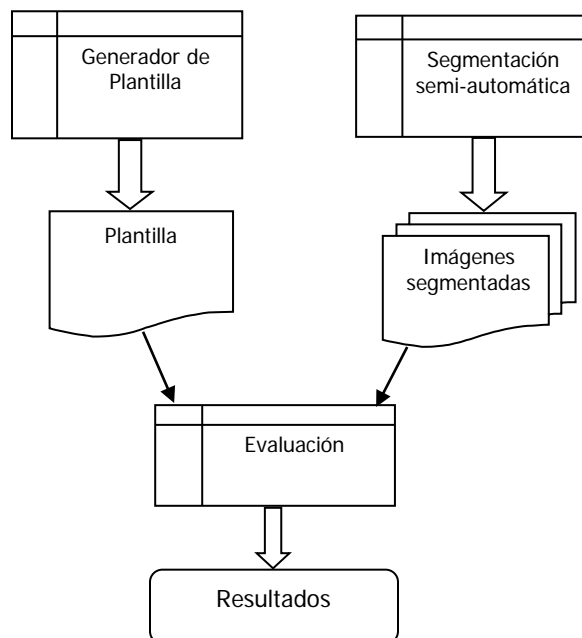 Generador de
Plantilla
Segmentación
semi-automática
Plantilla
Imágenes
segmentadas
Evaluación
Resultados